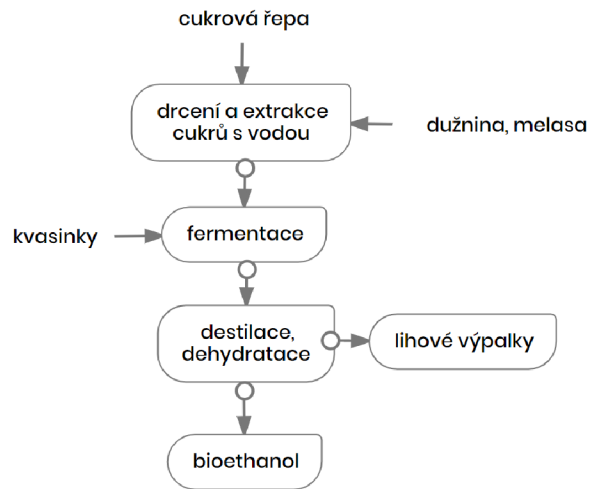 cukrová řepa
drcení a extrakce
cukrů s vodou
dužnina, melasa
kvasinky
fermentace
destilace,
dehydratace
lihové výpalky
bioethanol